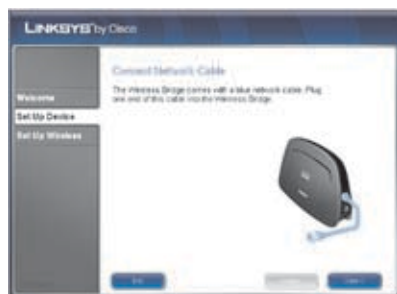 LINKSYS by Cisco
Connect Network Cable
The Wireless Bridge comes with a blue network cable. Plug
one end of this cable into the Wireless Bridge.
Welcome
Set Up Device
Set Up Wireless